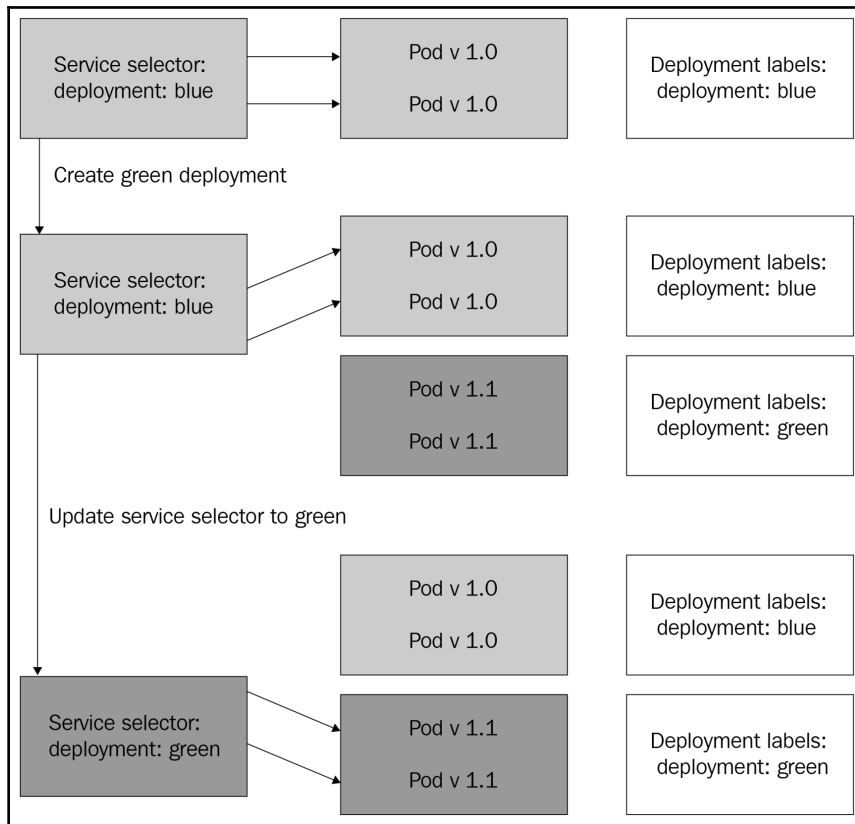 Service selector:
deployment: blue
Pod v 1.0
Pod v 1.0
Deployment labels:
deployment: blue
Create green deployment
Service selector:
deployment: blue
Pod v 1.0
Pod v 1.0
Deployment labels:
deployment: blue
Pod v 1.1
Pod v 1.1
Deployment labels:
deployment: green
Update service selector to green
Pod v 1.0
Pod v 1.0
Deployment labels:
deployment: blue
Service selector:
deployment: green
Pod v 1.1
Pod v 1.1
Deployment labels:
deployment: green